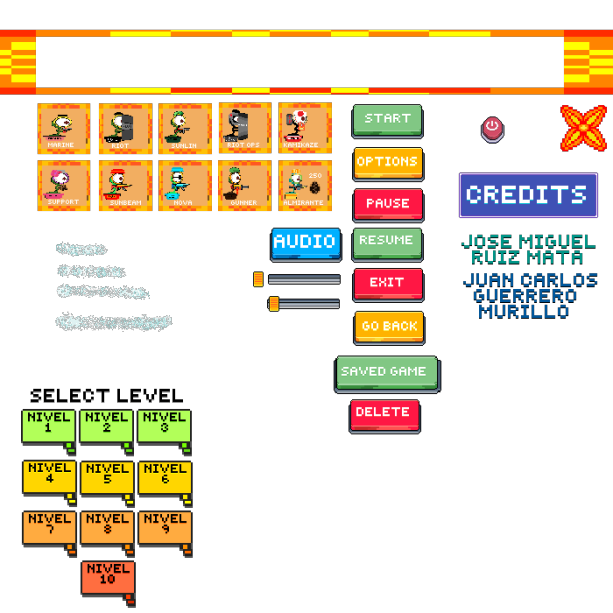 MARINE
RIOT
SUNLIN
RIOT OPS
KAMIKAZE
SUPPORT
SUNBEAM
NOVA
GUNNER
250
ALMIRANTE
START
OPTIONS
PAUSE
AUDIO
RESUME
EXIT
GO BACK
SAVED GAME
DELETE
CREDITS
JOSE MIGUEL
RUIZ MATA
JUAN CARLOS
GUERRERO
MURILLO
SELECT LEVEL
NIVEL
1
NIVEL
2
NIVEL
3
NIVEL
4
NIVEL
5
NIVEL
6
NIVEL
7
NIVEL
8
NIVEL
9
NIVEL
10